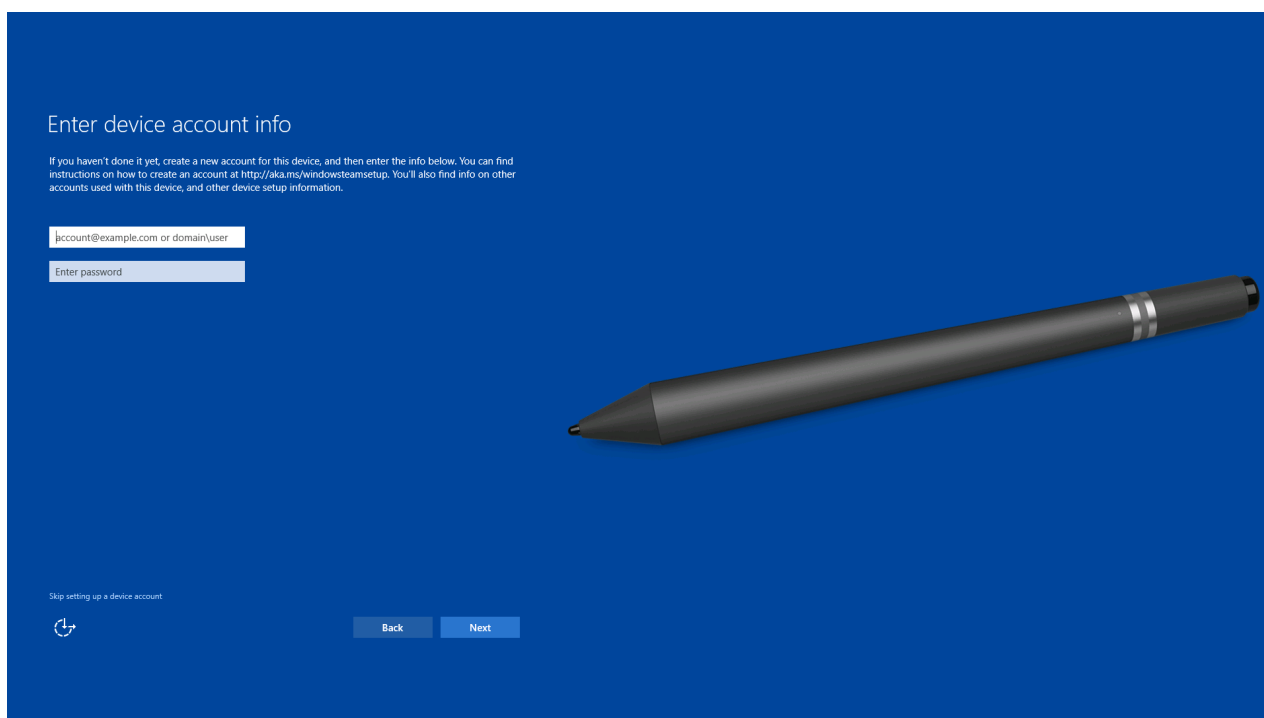 Enter device account info
If you haven't done it yet, create a new account for this device, and then enter the info below. You can find
instructions on how to create an account at http://aka.ms/windowsteamsetup. You'll also find info on other
accounts used with this device, and other device setup information.
account@example.com or domain\user
Enter password
Skip setting up a device account
Back
Next